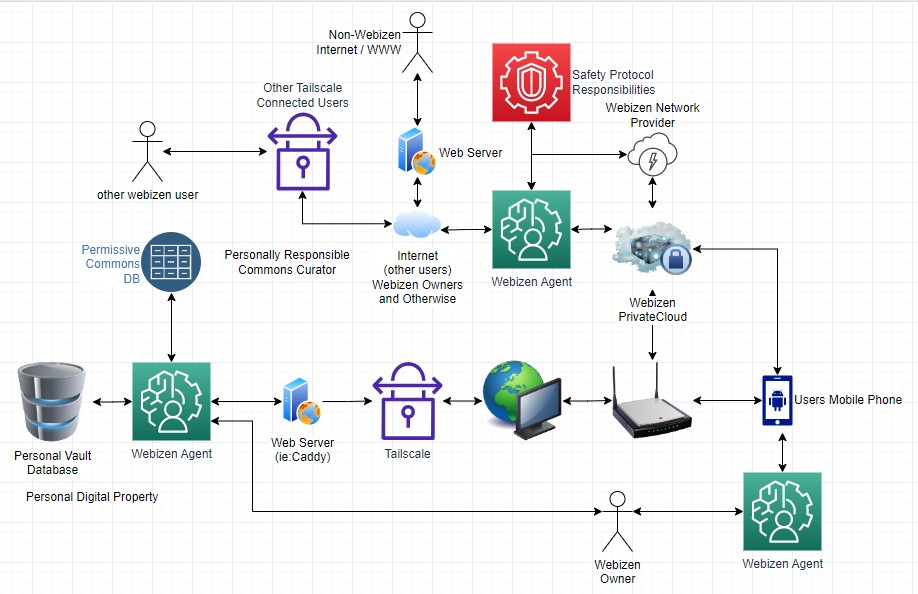 Non-Webizen
Internet / WWW
Safety Protocol
Responsibilities
Other Tailscale
Connected Users
Webizen Network
Provider
Web Server
other webizen user
Permissive
Commons
DB
Personally Responsible
Commons Curator
Internet
(other users)
Webizen Owners
and Otherwise
Webizen Agent
Webizen
PrivateCloud
Users Mobile Phone
Personal Vault
Database
Webizen Agent
Web Server
(ie:Caddy)
Tailscale
Personal Digital Property
Webizen
Owner
Webizen Agent